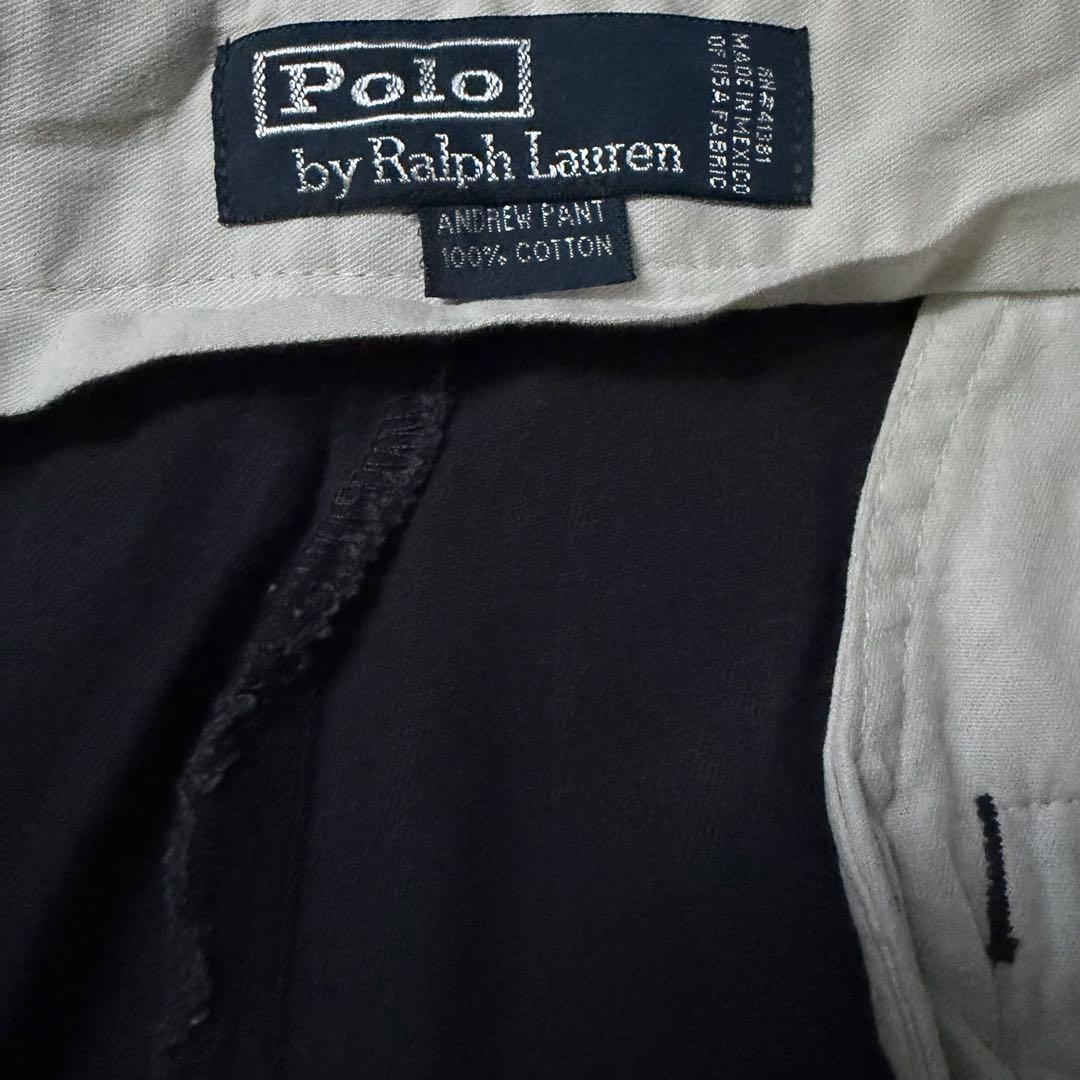 Polo
by Ralph Lauren
RN#41381
MADE IN MEXICO
OF USA FABRIC
ANDREW PANT
100% COTTON